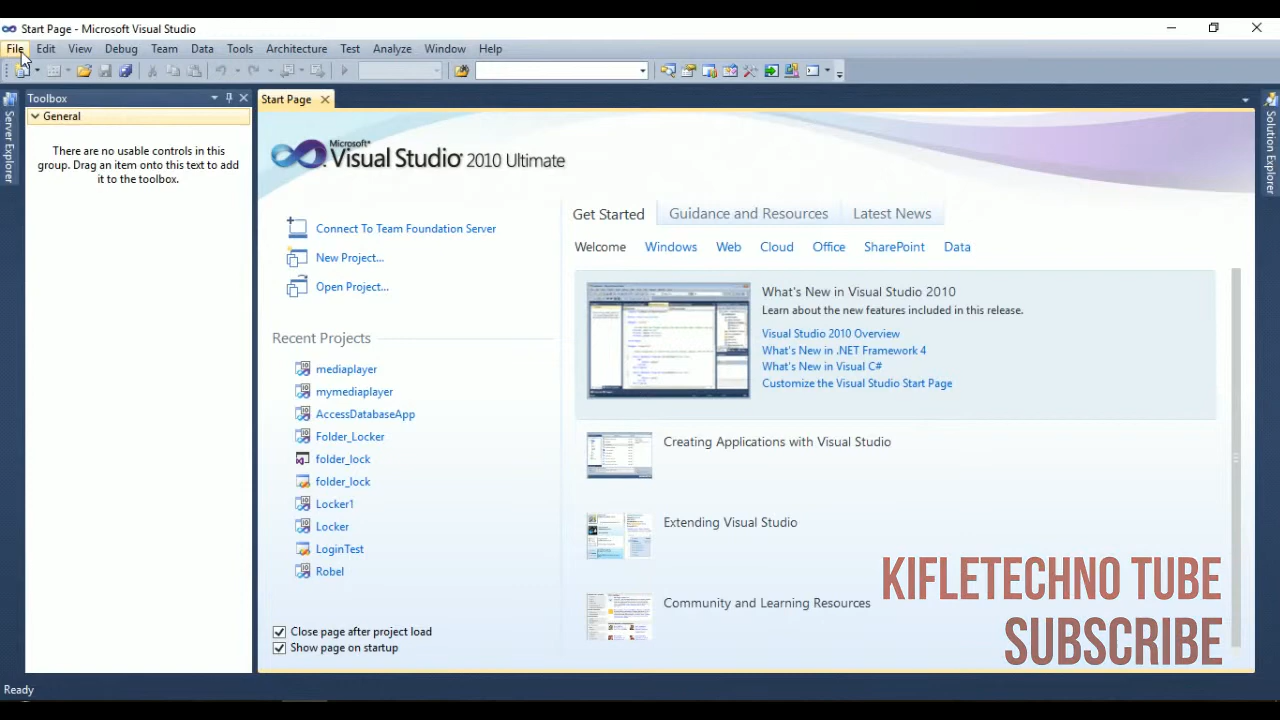 Start Page - Microsoft Visual Studio
File Edit View Debug Team Data Tools Architecture Test Analyze Window Help
Toolbox
Start Page
Server Explorer
Solution Explorer
General
There are no usable controls in this
group. Drag an item onto this text to add
it to the toolbox.
Microsoft®
Visual Studio® 2010 Ultimate
Connect To Team Foundation Server
New Project...
Open Project...
Recent Projects
mediaplayer
mymediaplayer
AccessDatabaseApp
Folder_Locker
folder_lock
folder_lock
Locker1
Locker
LoginTest
Robel
Close page after project load
Show page on startup
Get Started Guidance and Resources Latest News
Welcome Windows Web Cloud Office SharePoint Data
What's New in Visual Studio 2010
Learn about the new features included in this release.
Visual Studio 2010 Overview
What's New in .NET Framework 4
What's New in Visual C#
Customize the Visual Studio Start Page
Creating Applications with Visual Studio
Extending Visual Studio
Community and Learning Resources
KIFLETECHNO TUBE
SUBSCRIBE
Ready